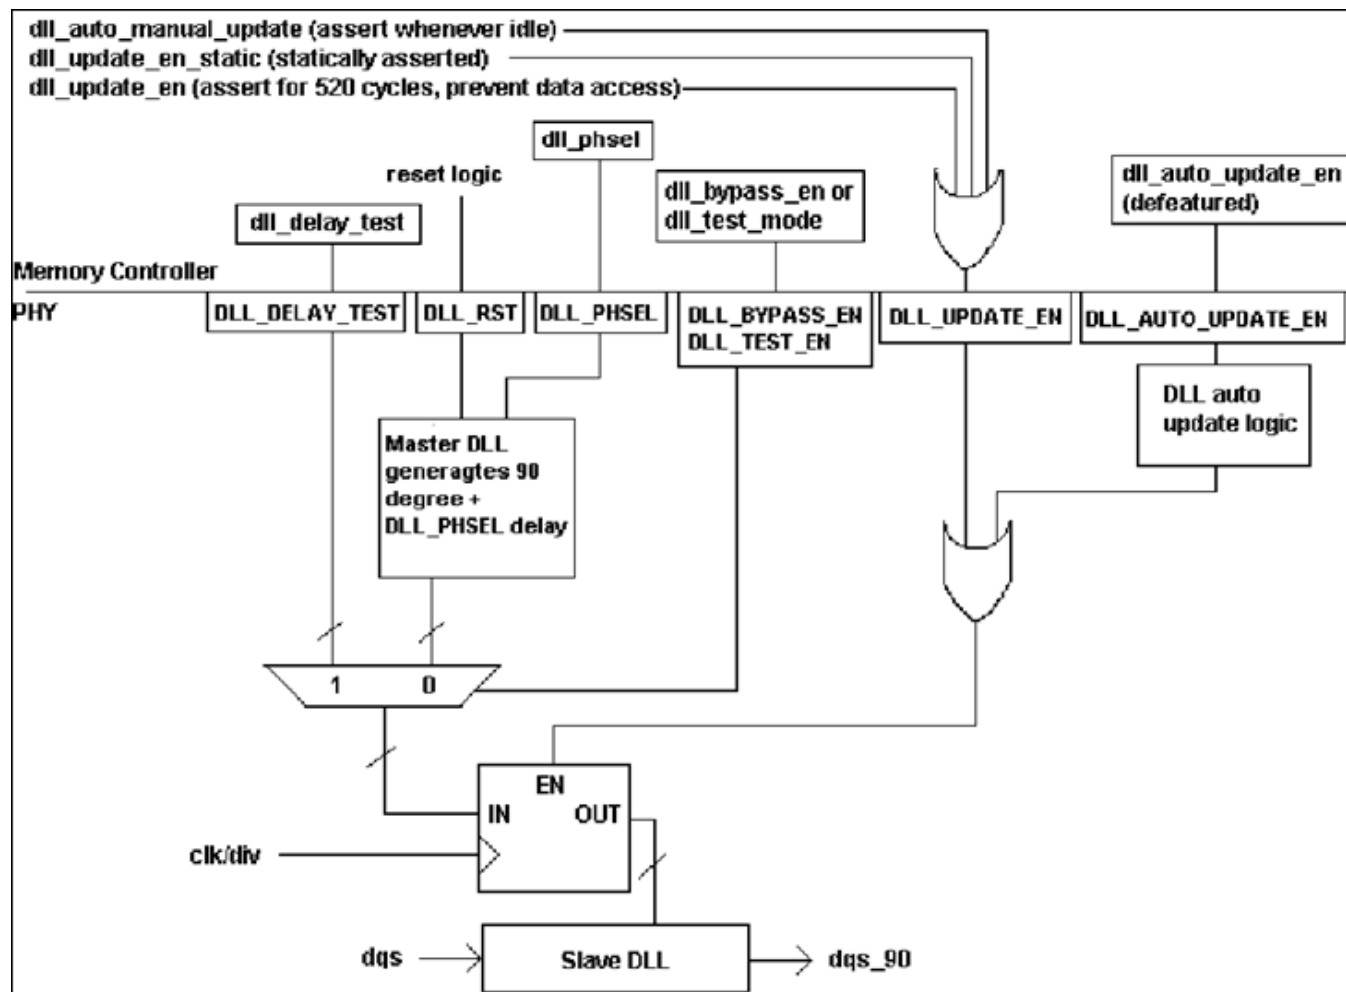 dll_auto_manual_update (assert whenever idle)
dll_update_en_static (statically asserted)
dll_update_en (assert for 520 cycles, prevent data access)
dll_phsel
reset logic
dll_delay_test
dll_bypass_en or
dll_test_mode
dll_auto_update_en
(defeatured)
Memory Controller
PHY
DLL_DELAY_TEST
DLL_RST
DLL_PHSEL
DLL_BYPASS_EN
DLL_TEST_EN
DLL_UPDATE_EN
DLL_AUTO_UPDATE_EN
DLL auto
update logic
Master DLL
generagtes 90
degree +
DLL_PHSEL delay
1 0
EN
IN OUT
clk/div
dqs
Slave DLL
dqs_90